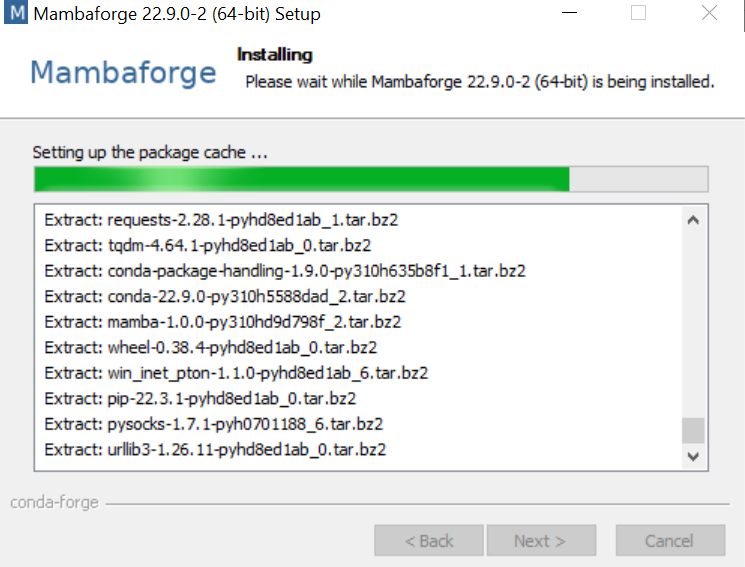 Mambaforge 22.9.0-2 (64-bit) Setup
Mambaforge
Installing
Please wait while Mambaforge 22.9.0-2 (64-bit) is being installed.
Setting up the package cache ...
Extract: requests-2.28.1-pyhd8ed1ab_1.tar.bz2
Extract: tqdm-4.64.1-pyhd8ed1ab_0.tar.bz2
Extract: conda-package-handling-1.9.0-py310h635b8f1_1.tar.bz2
Extract: conda-22.9.0-py310h5588dad_2.tar.bz2
Extract: mamba-1.0.0-py310hd9d798f_2.tar.bz2
Extract: wheel-0.38.4-pyhd8ed1ab_0.tar.bz2
Extract: win_inet_pton-1.1.0-pyhd8ed1ab_6.tar.bz2
Extract: pip-22.3.1-pyhd8ed1ab_0.tar.bz2
Extract: pysocks-1.7.1-pyh0701188_6.tar.bz2
Extract: urllib3-1.26.11-pyhd8ed1ab_0.tar.bz2
conda-forge
< Back
Next >
Cancel